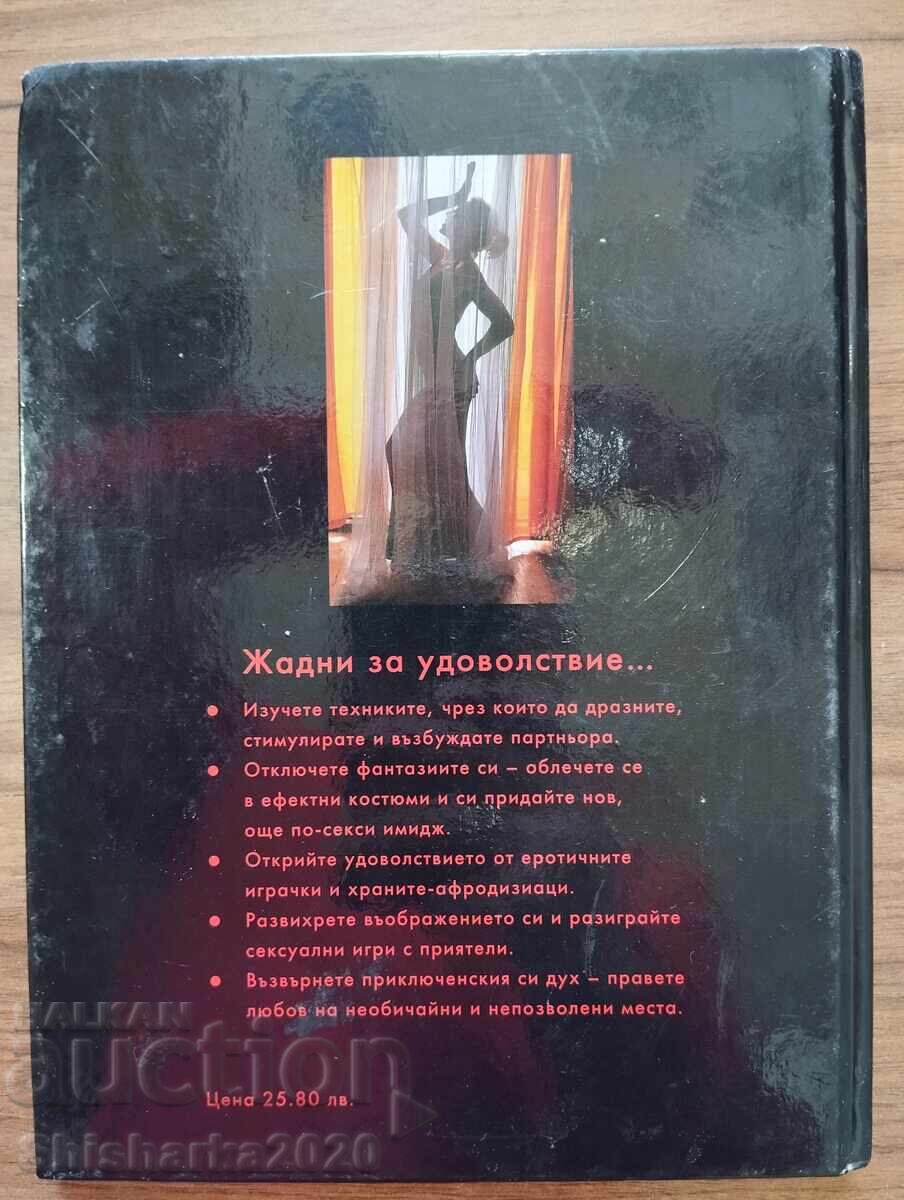 Жадни за удоволствие...
• Изучете техниките, чрез които да дразните,
стимулирате и възбуждате партньора.
• Отключете фантазиите си – облечете се
в ефектни костюми и си придайте нов,
още по-секси имидж.
• Открийте удоволствието от еротичните
играчки и храните-афродизиаци.
• Развихрете въображението си и разиграйте
сексуални игри с приятели.
• Възвърнете приключенския си дух – правете
любов на необичайни и непозволени места.
BALKAN
auction
Цена 25.80 лв.
Shisharka2020